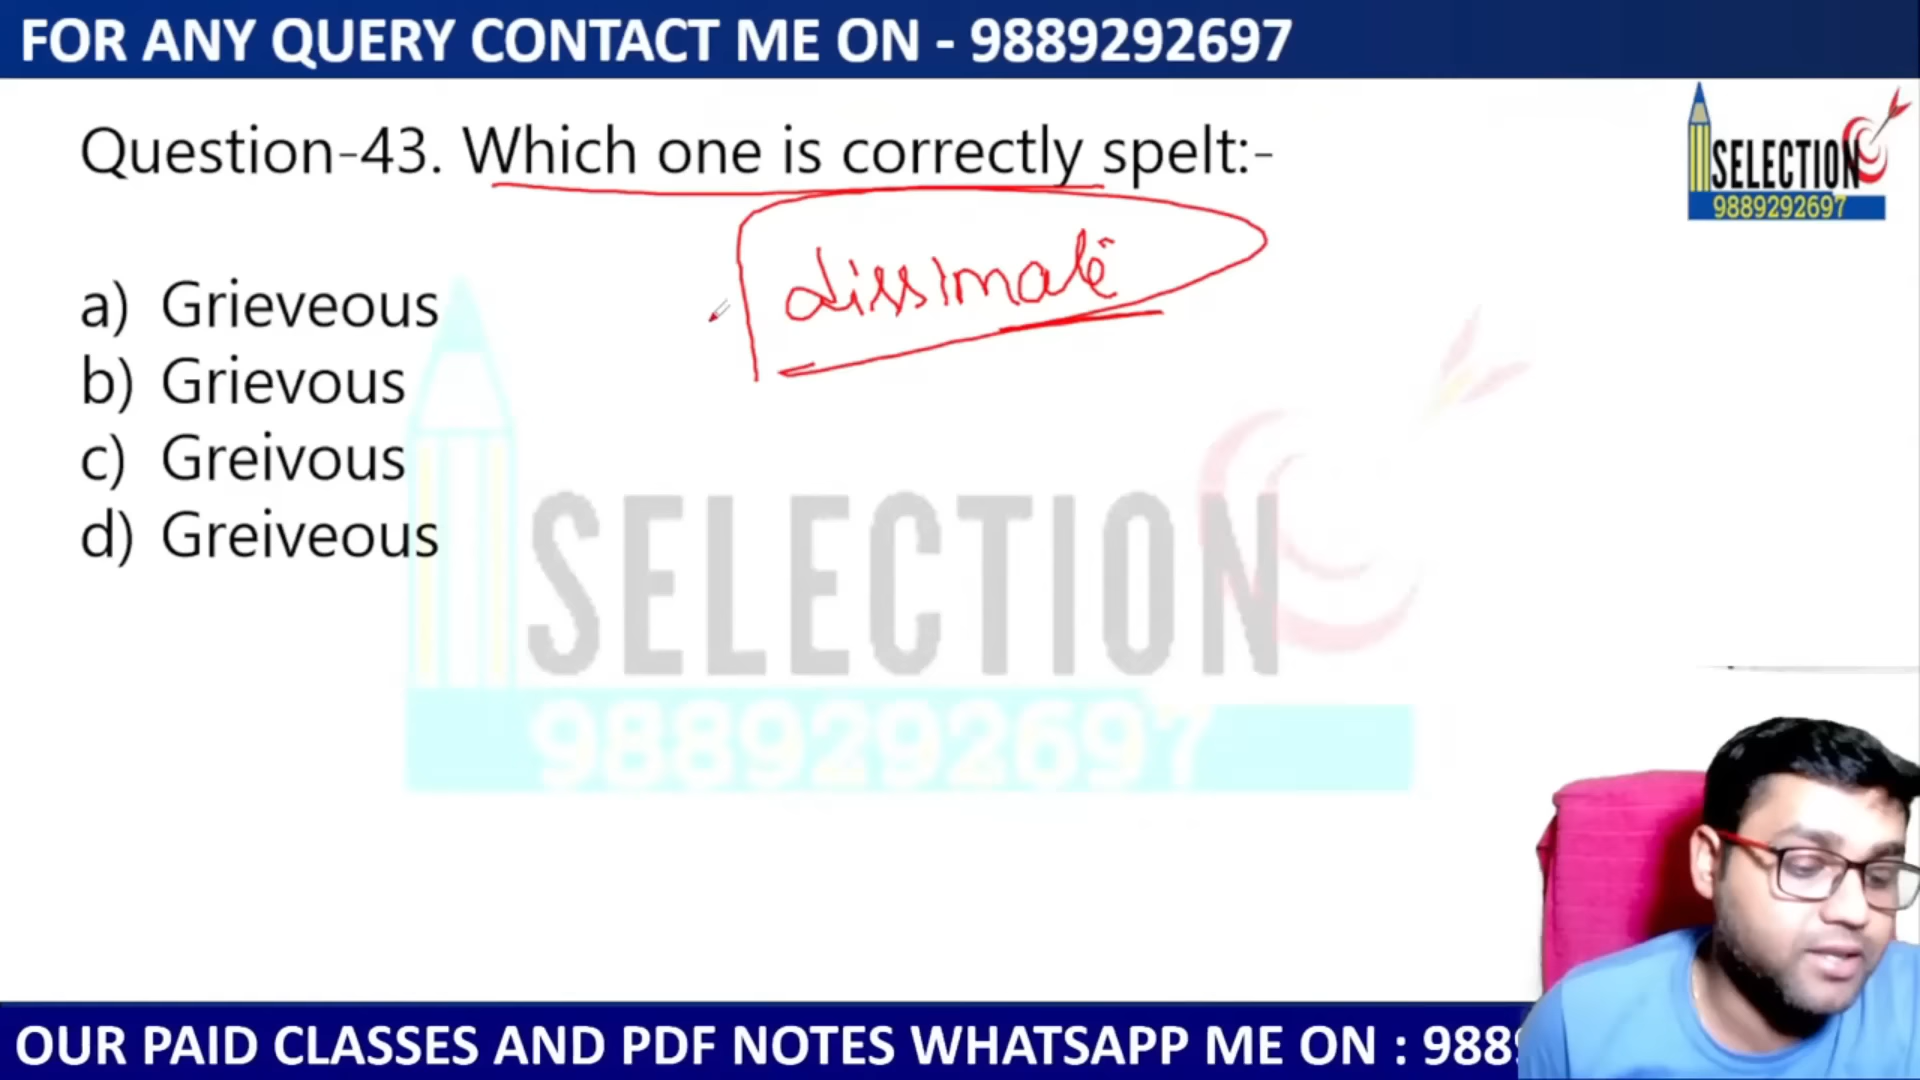 FOR ANY QUERY CONTACT ME ON - 9889292697
SELECTION
9889292697
Question-43. Which one is correctly spelt:-
dissimate
a) Grieveous
b) Grievous
c) Greivous
d) Greiveous
SELECTION
9889292697
OUR PAID CLASSES AND PDF NOTES WHATSAPP ME ON : 988